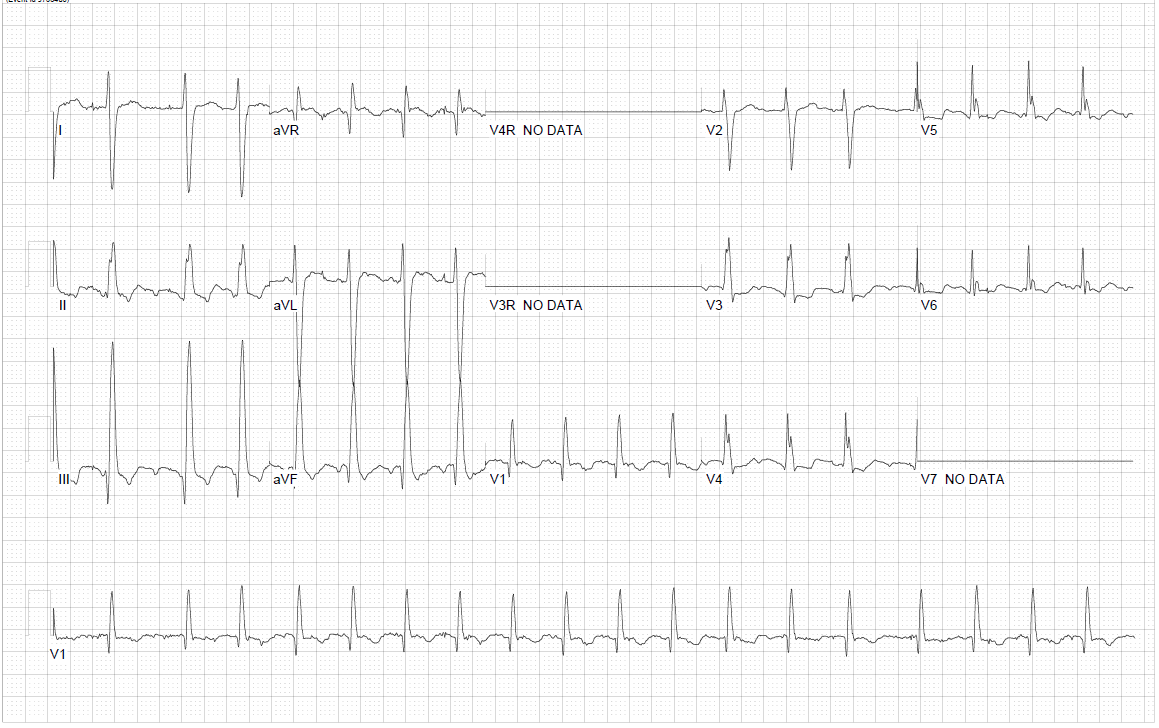 I
aVR
V4R NO DATA
V2
V5
II
aVL
V3R NO DATA
V3
V6
III
aVF
V1
V4
V7 NO DATA
V1